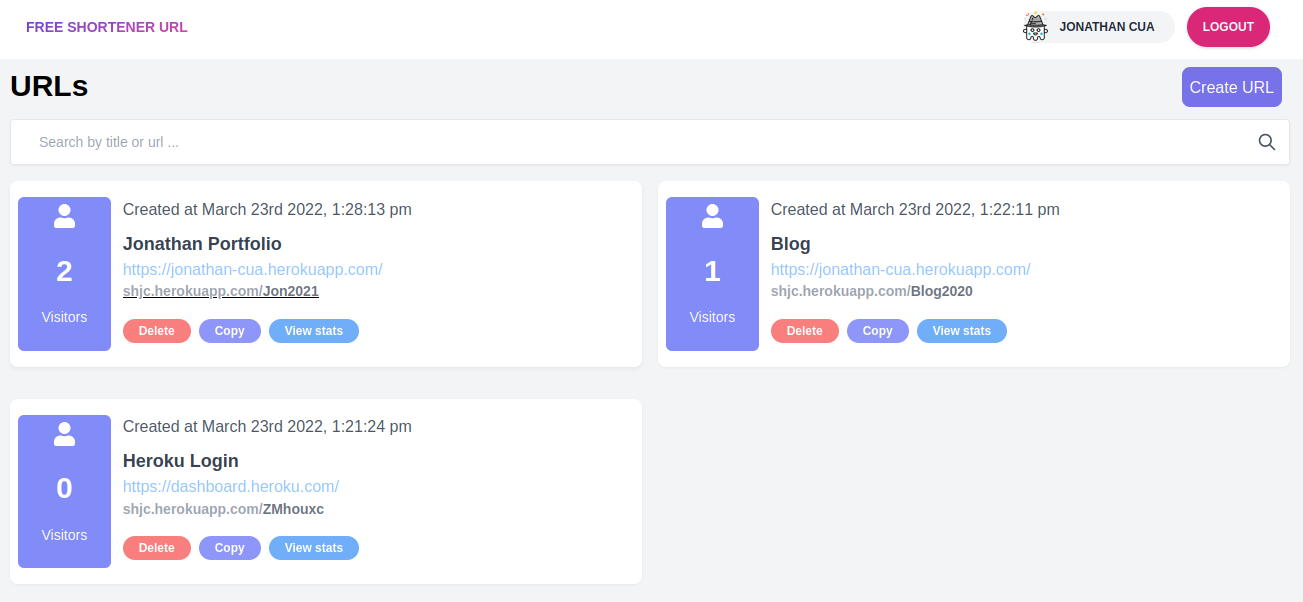 FREE SHORTENER URL
JONATHAN CUA
LOGOUT
URLs
Create URL
Search by title or url ...
2
Visitors
Created at March 23rd 2022, 1:28:13 pm
Jonathan Portfolio
https://jonathan-cua.herokuapp.com/
shjc.herokuapp.com/Jon2021
Delete Copy View stats
1
Visitors
Created at March 23rd 2022, 1:22:11 pm
Blog
https://jonathan-cua.herokuapp.com/
shjc.herokuapp.com/Blog2020
Delete Copy View stats
0
Visitors
Created at March 23rd 2022, 1:21:24 pm
Heroku Login
https://dashboard.heroku.com/
shjc.herokuapp.com/ZMhouxc
Delete Copy View stats